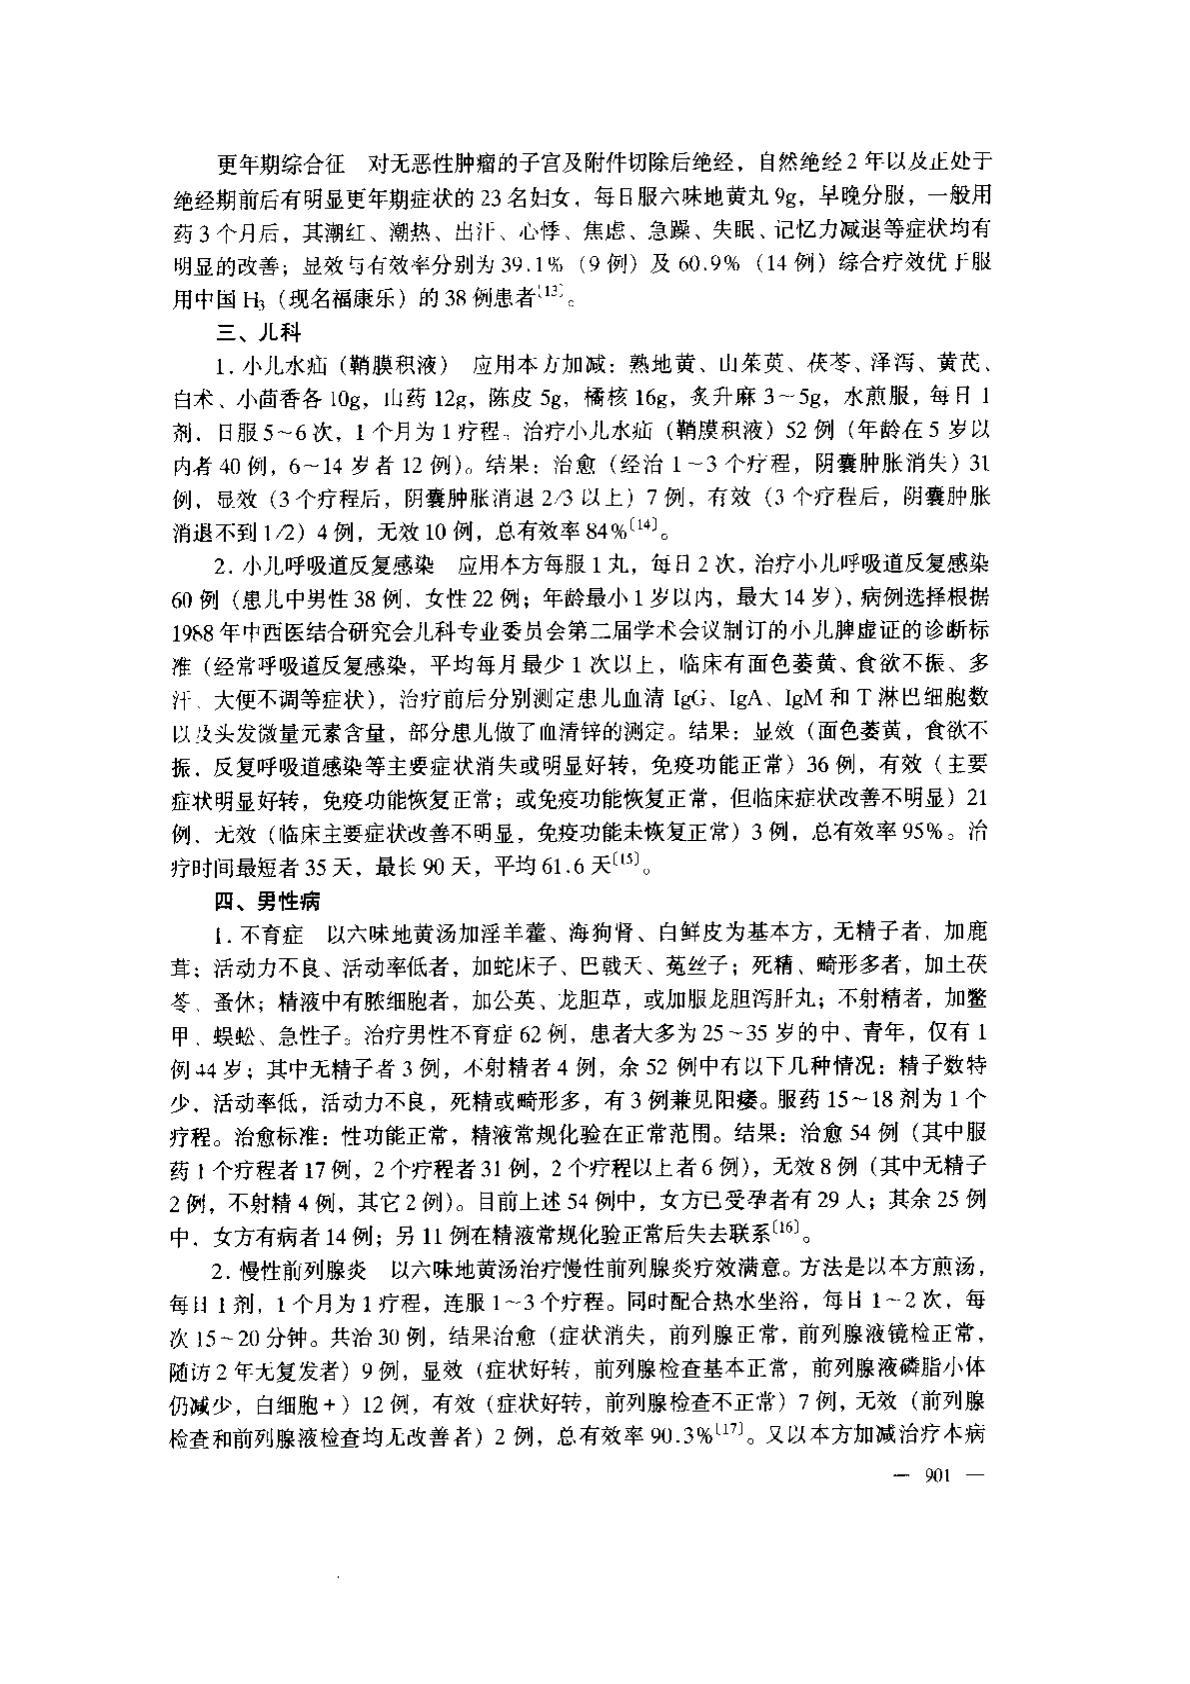 更年期综合征　对无恶性肿瘤的子宫及附件切除后绝经，自然绝经2年以及正处于
绝经期前后有明显更年期症状的23名妇女，每日服六味地黄丸9g，早晚分服，一般用
药3个月后，其潮红、潮热、出汗、心悸、焦虑、急躁、失眠、记忆力减退等症状均有
明显的改善；显效与有效率分别为39.1%（9例）及60.9%（14例）综合疗效优于服
用中国H₃（现名福康乐）的38例患者〔13〕。
三、儿科
1. 小儿水疝（鞘膜积液）　应用本方加减：熟地黄、山茱萸、茯苓、泽泻、黄芪、
白术、小茴香各10g，山药12g，陈皮5g，橘核16g，炙升麻3~5g，水煎服，每日1
剂，日服5~6次，1个月为1疗程。治疗小儿水疝（鞘膜积液）52例（年龄在5岁以
内者40例，6~14岁者12例）。结果：治愈（经治1~3个疗程，阴囊肿胀消失）31
例，显效（3个疗程后，阴囊肿胀消退2/3以上）7例，有效（3个疗程后，阴囊肿胀
消退不到1/2）4例，无效10例，总有效率84%〔14〕。
2. 小儿呼吸道反复感染　应用本方每服1丸，每日2次，治疗小儿呼吸道反复感染
60例（患儿中男性38例，女性22例；年龄最小1岁以内，最大14岁），病例选择根据
1988年中西医结合研究会儿科专业委员会第二届学术会议制订的小儿脾虚证的诊断标
准（经常呼吸道反复感染，平均每月最少1次以上，临床有面色萎黄、食欲不振、多
汗、大便不调等症状），治疗前后分别测定患儿血清IgG、IgA、IgM和T淋巴细胞数
以及头发微量元素含量，部分患儿做了血清锌的测定。结果：显效（面色萎黄，食欲不
振，反复呼吸道感染等主要症状消失或明显好转，免疫功能正常）36例，有效（主要
症状明显好转，免疫功能恢复正常；或免疫功能恢复正常，但临床症状改善不明显）21
例，无效（临床主要症状改善不明显，免疫功能未恢复正常）3例，总有效率95%。治
疗时间最短者35天，最长90天，平均61.6天〔15〕。
四、男性病
1. 不育症　以六味地黄汤加淫羊藿、海狗肾、白鲜皮为基本方，无精子者，加鹿
茸；活动力不良、活动率低者，加蛇床子、巴戟天、菟丝子；死精、畸形多者，加土茯
苓、蚤休；精液中有脓细胞者，加公英、龙胆草，或加服龙胆泻肝丸；不射精者，加鳖
甲、蜈蚣、急性子。治疗男性不育症62例，患者大多为25~35岁的中、青年，仅有1
例44岁；其中无精子者3例，不射精者4例，余52例中有以下几种情况：精子数特
少，活动率低，活动力不良，死精或畸形多，有3例兼见阳痿。服药15~18剂为1个
疗程。治愈标准：性功能正常，精液常规化验在正常范围。结果：治愈54例（其中服
药1个疗程者17例，2个疗程者31例，2个疗程以上者6例），无效8例（其中无精子
2例，不射精4例，其它2例）。目前上述54例中，女方已受孕者有29人；其余25例
中，女方有病者14例；另11例在精液常规化验正常后失去联系〔16〕。
2. 慢性前列腺炎　以六味地黄汤治疗慢性前列腺炎疗效满意。方法是以本方煎汤，
每日1剂，1个月为1疗程，连服1~3个疗程。同时配合热水坐浴，每日1~2次，每
次15~20分钟。共治30例，结果治愈（症状消失，前列腺正常，前列腺液镜检正常，
随访2年无复发者）9例，显效（症状好转，前列腺检查基本正常，前列腺液磷脂小体
仍减少，白细胞+）12例，有效（症状好转，前列腺检查不正常）7例，无效（前列腺
检查和前列腺液检查均无改善者）2例，总有效率90.3%〔17〕。又以本方加减治疗本病
— 901 —